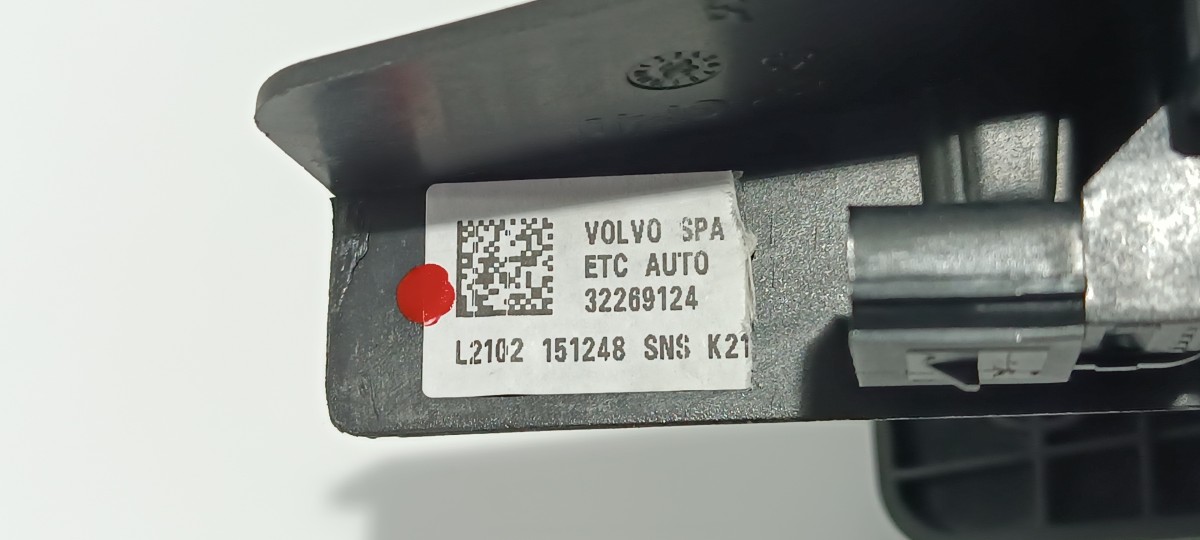 VOLVO SPA
ETC AUTO
32269124
L2102 151248 SNS K21